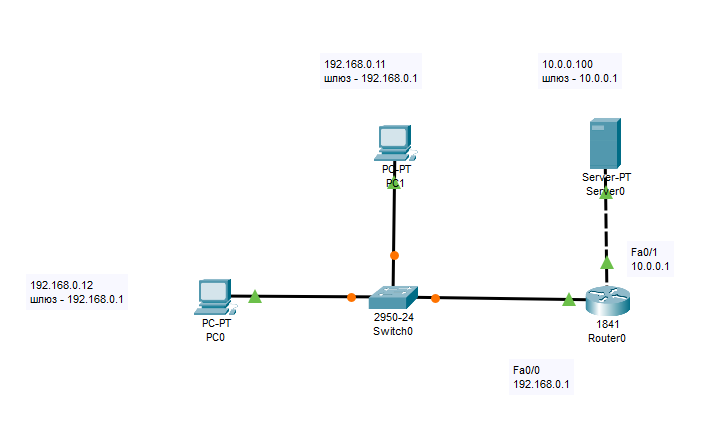 192.168.0.11
шлюз - 192.168.0.1
10.0.0.100
шлюз - 10.0.0.1
PC-PT
PC1
Server-PT
Server0
Fa0/1
10.0.0.1
192.168.0.12
шлюз - 192.168.0.1
PC-PT
PC0
2950-24
Switch0
1841
Router0
Fa0/0
192.168.0.1